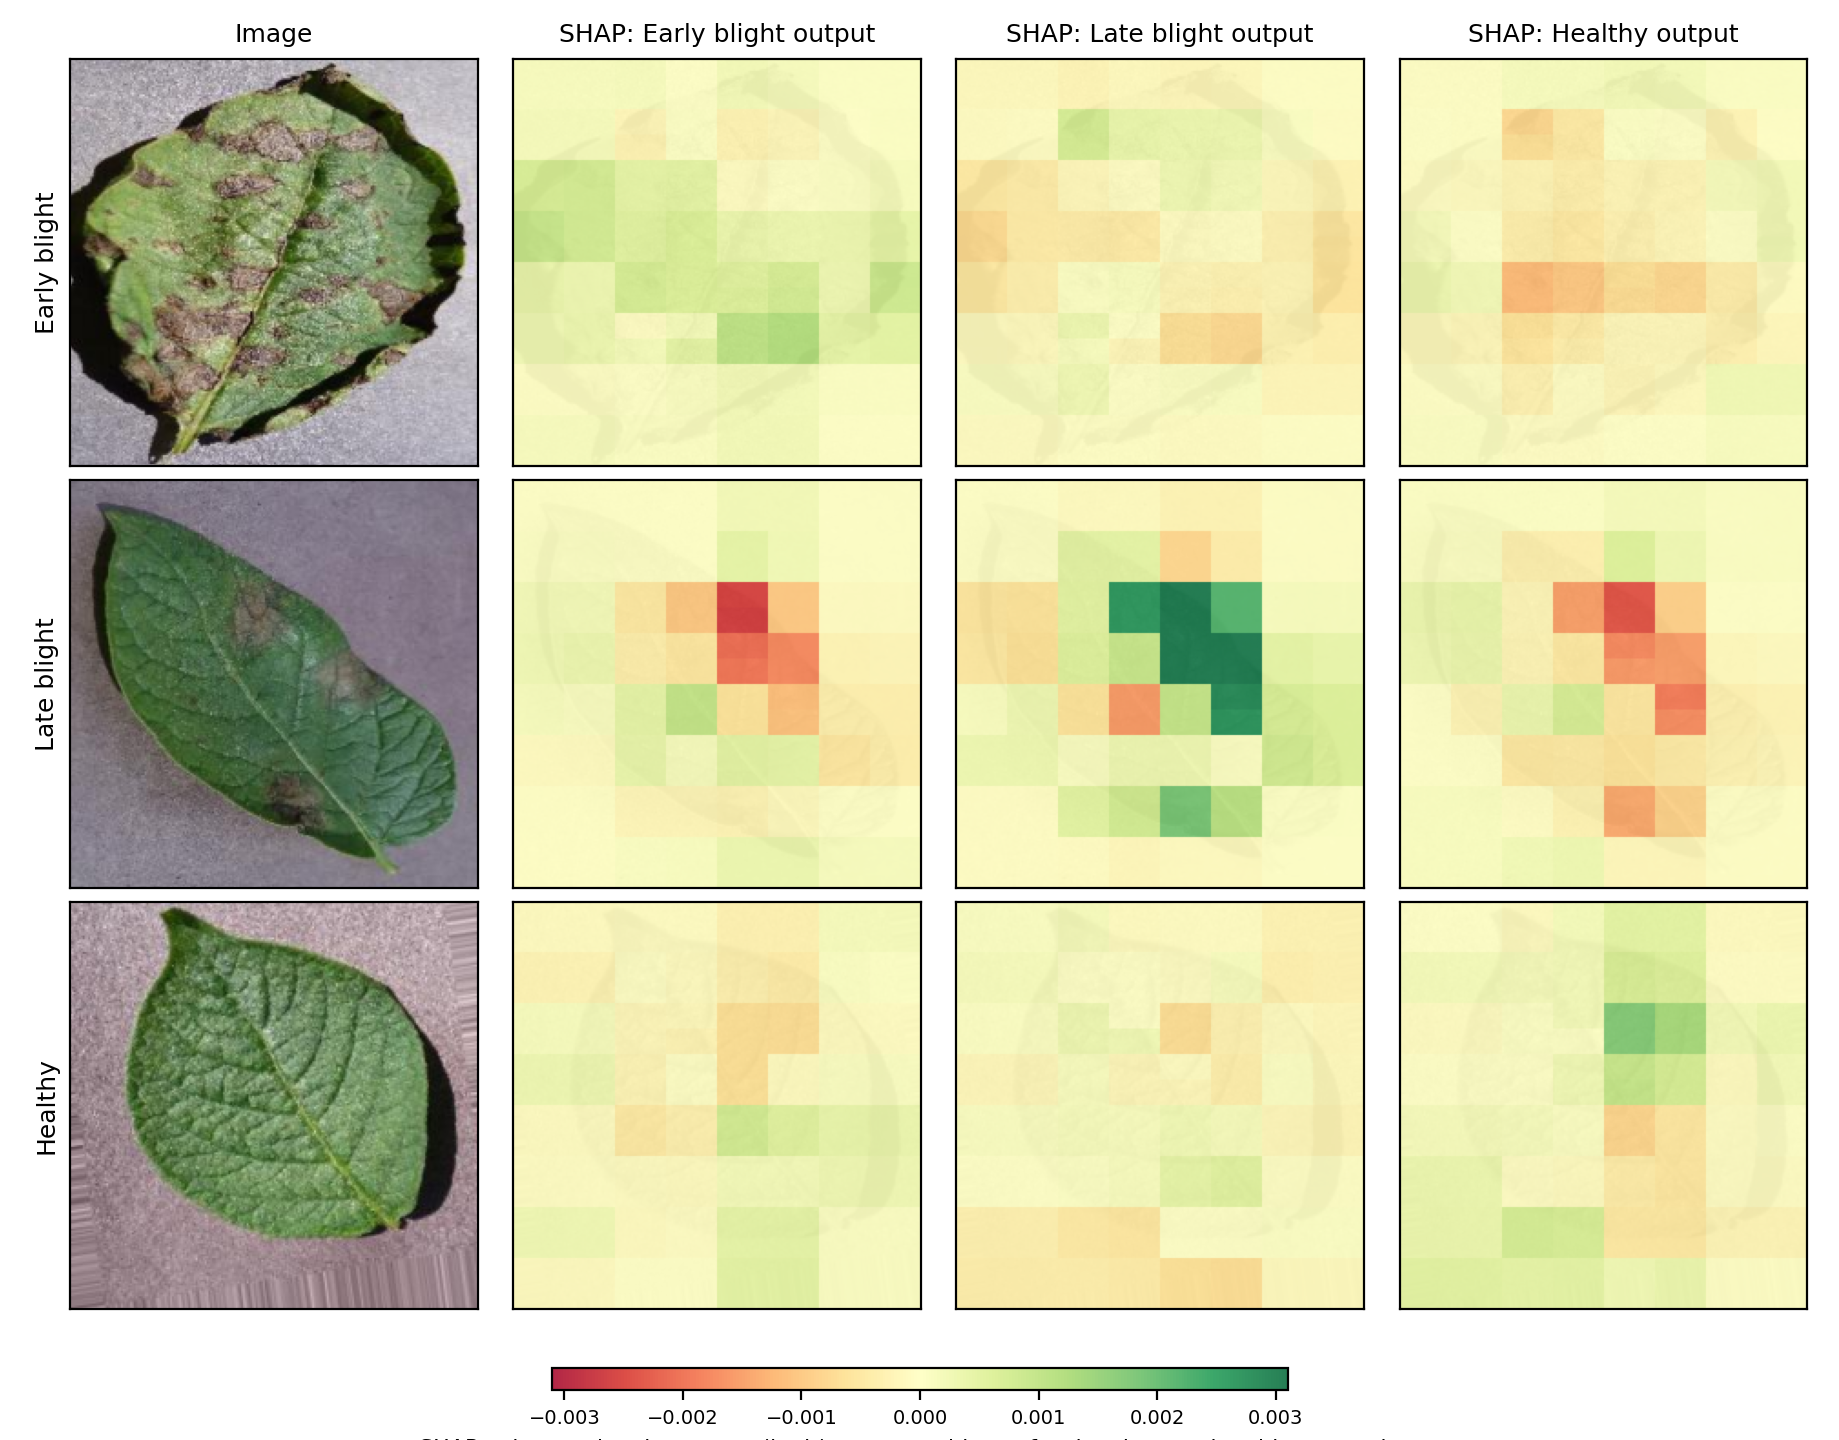 Image
SHAP: Early blight output
SHAP: Late blight output
SHAP: Healthy output
Early blight
Late blight
Healthy
−0.003
−0.002
−0.001
0.000
0.001
0.002
0.003